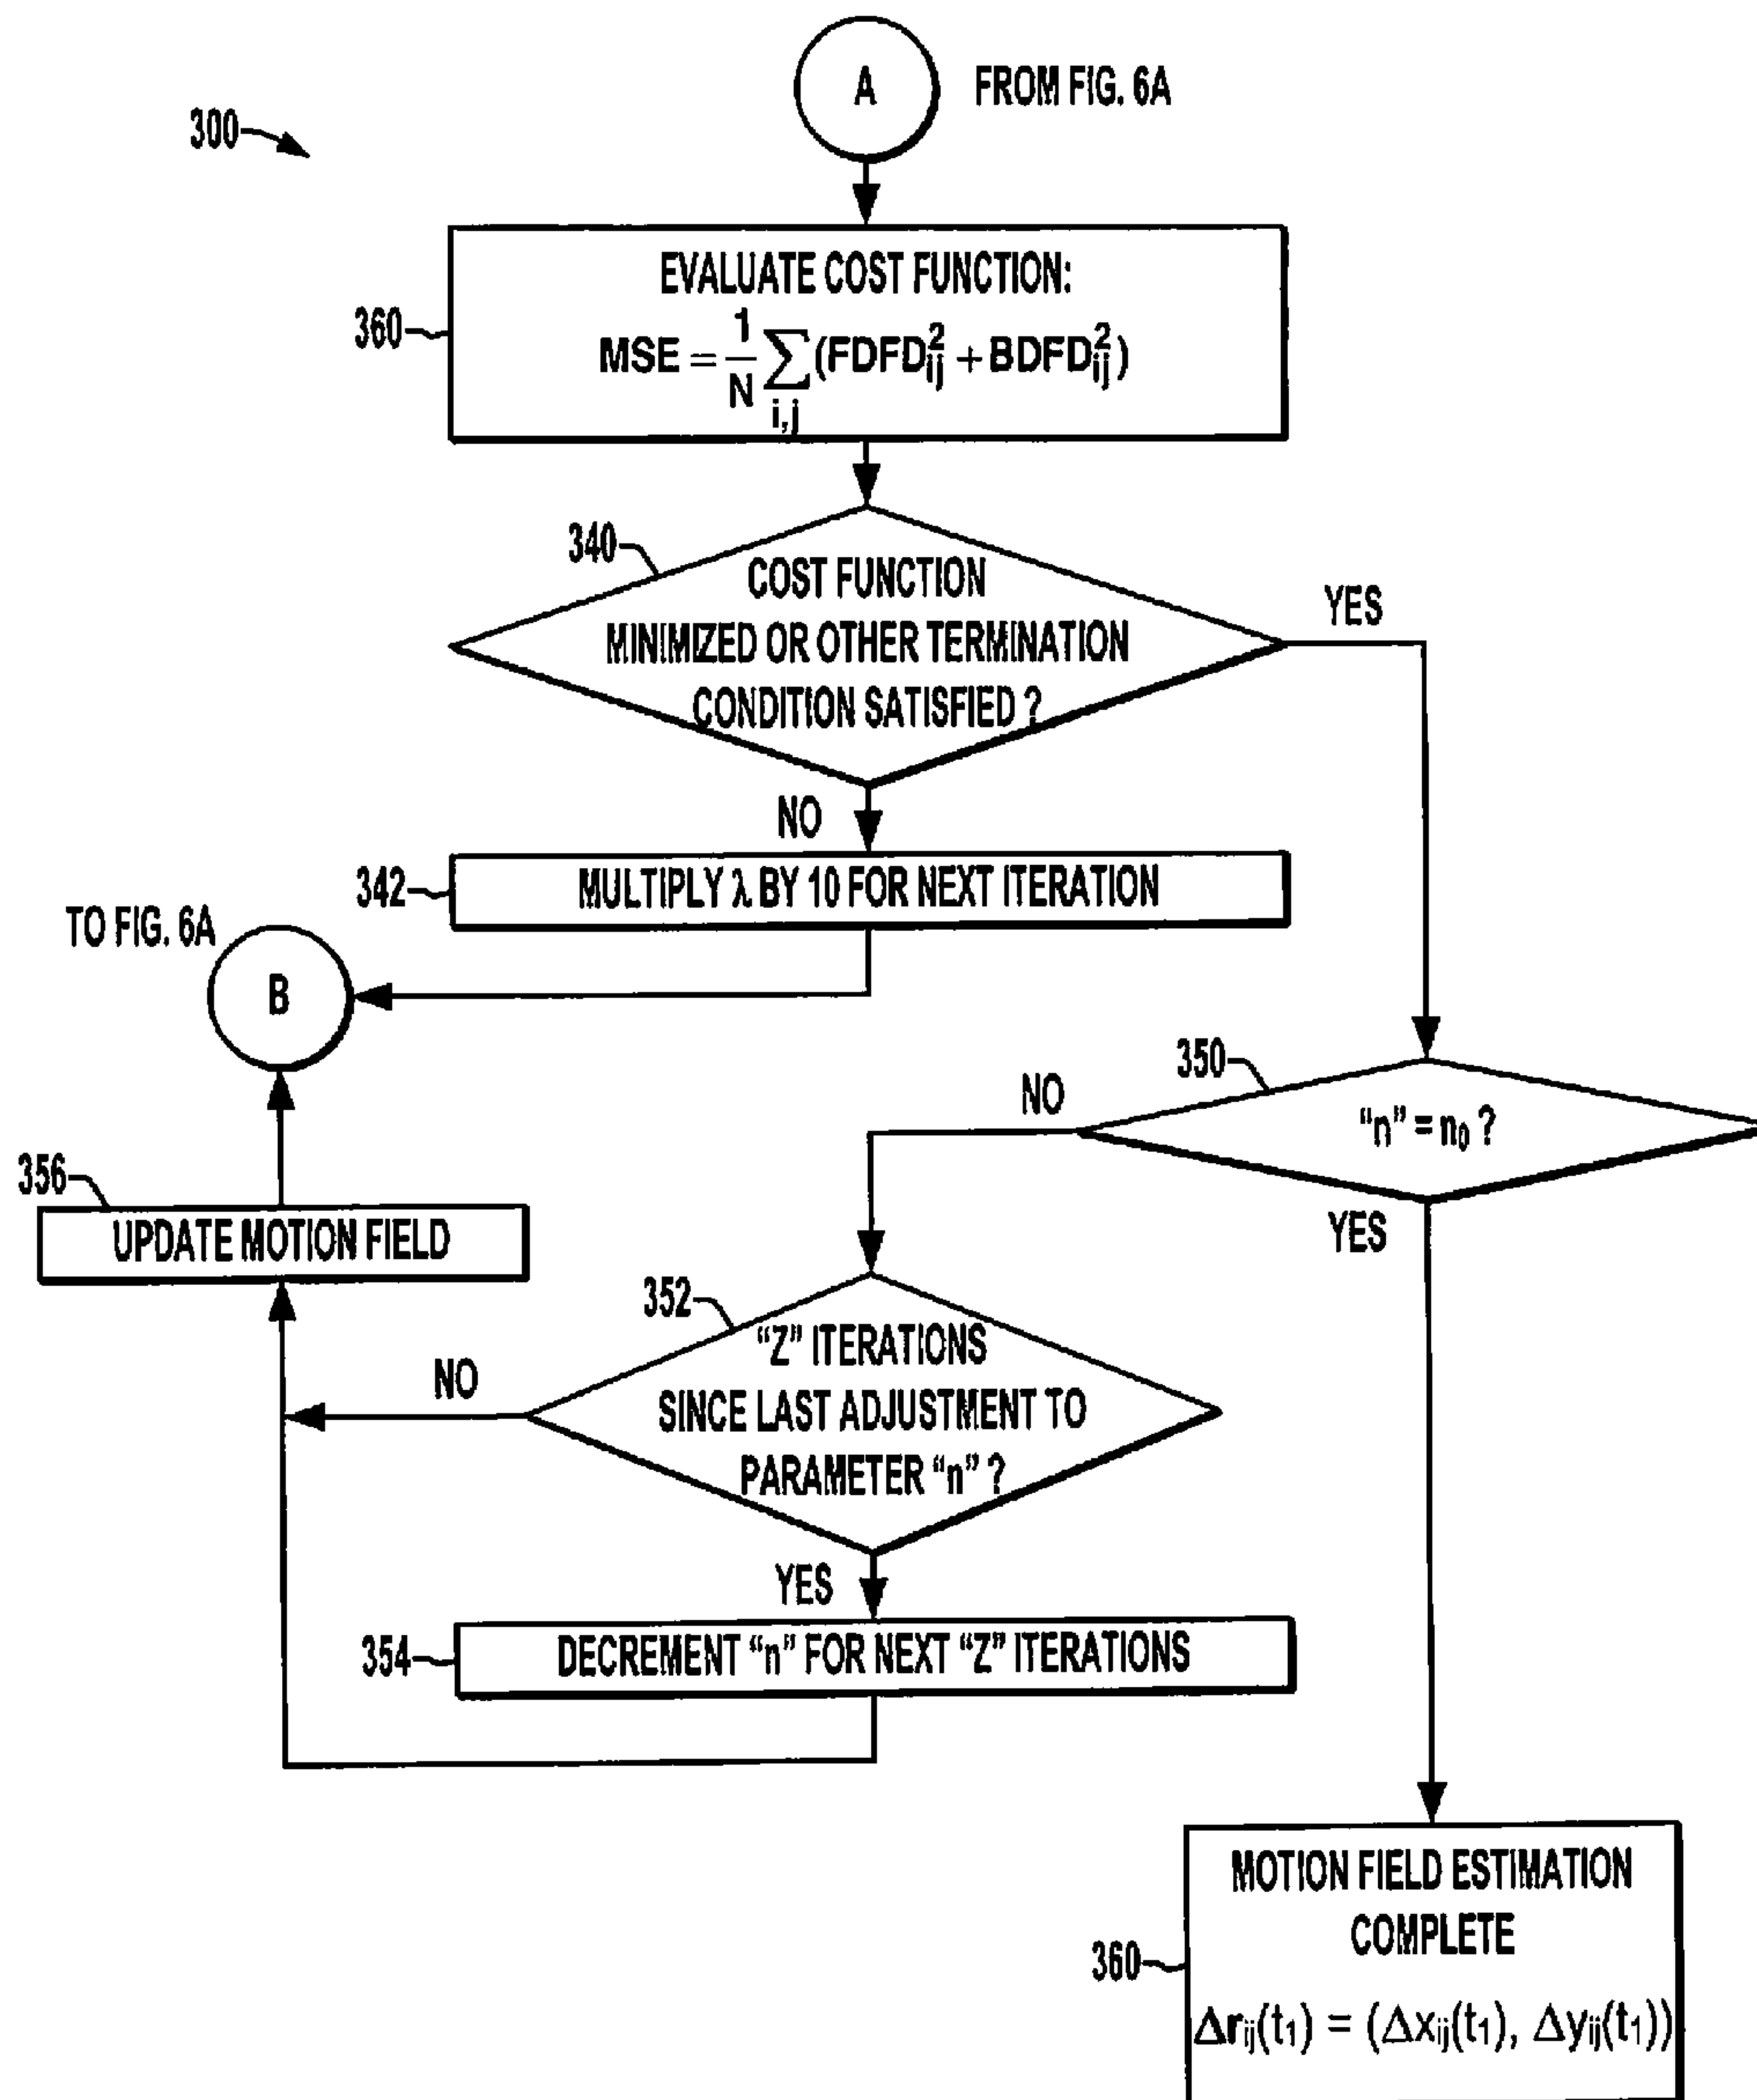 A
FROM FIG. 6A
300
EVALUATE COST FUNCTION:
360
MSE = 1/N ∑i,j (FDFD²ij + BDFD²ij)
340
COST FUNCTION
MINIMIZED OR OTHER TERMINATION
CONDITION SATISFIED ?
YES
NO
342
MULTIPLY λ BY 10 FOR NEXT ITERATION
TO FIG. 6A
B
350
NO
"n" = n₀ ?
YES
356
UPDATE MOTION FIELD
352
"Z" ITERATIONS
SINCE LAST ADJUSTMENT TO
PARAMETER "n" ?
NO
YES
354
DECREMENT "n" FOR NEXT "Z" ITERATIONS
MOTION FIELD ESTIMATION
COMPLETE
360
Δrij(t₁) = (Δxij(t₁), Δyij(t₁))